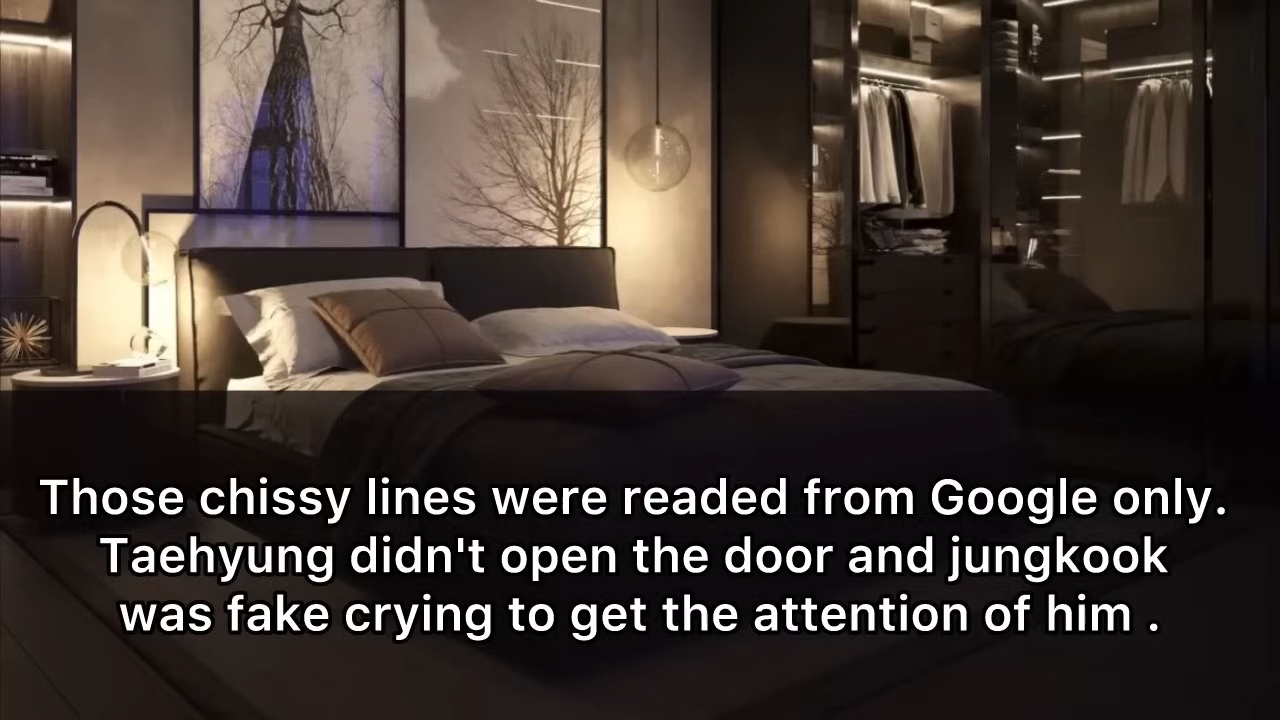 Those chissy lines were readed from Google only.
Taehyung didn't open the door and jungkook
was fake crying to get the attention of him .